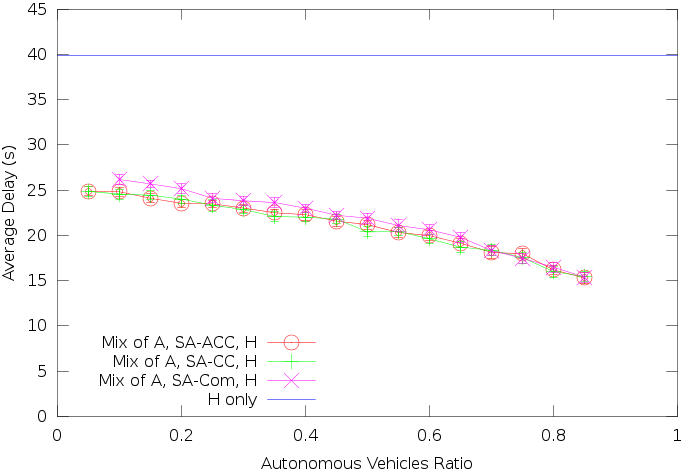 45
40
35
30
25
20
15
10
5
0
Average Delay (s)
Mix of A, SA-ACC, H
Mix of A, SA-CC, H
Mix of A, SA-Com, H
H only
0 0.2 0.4 0.6 0.8 1
Autonomous Vehicles Ratio